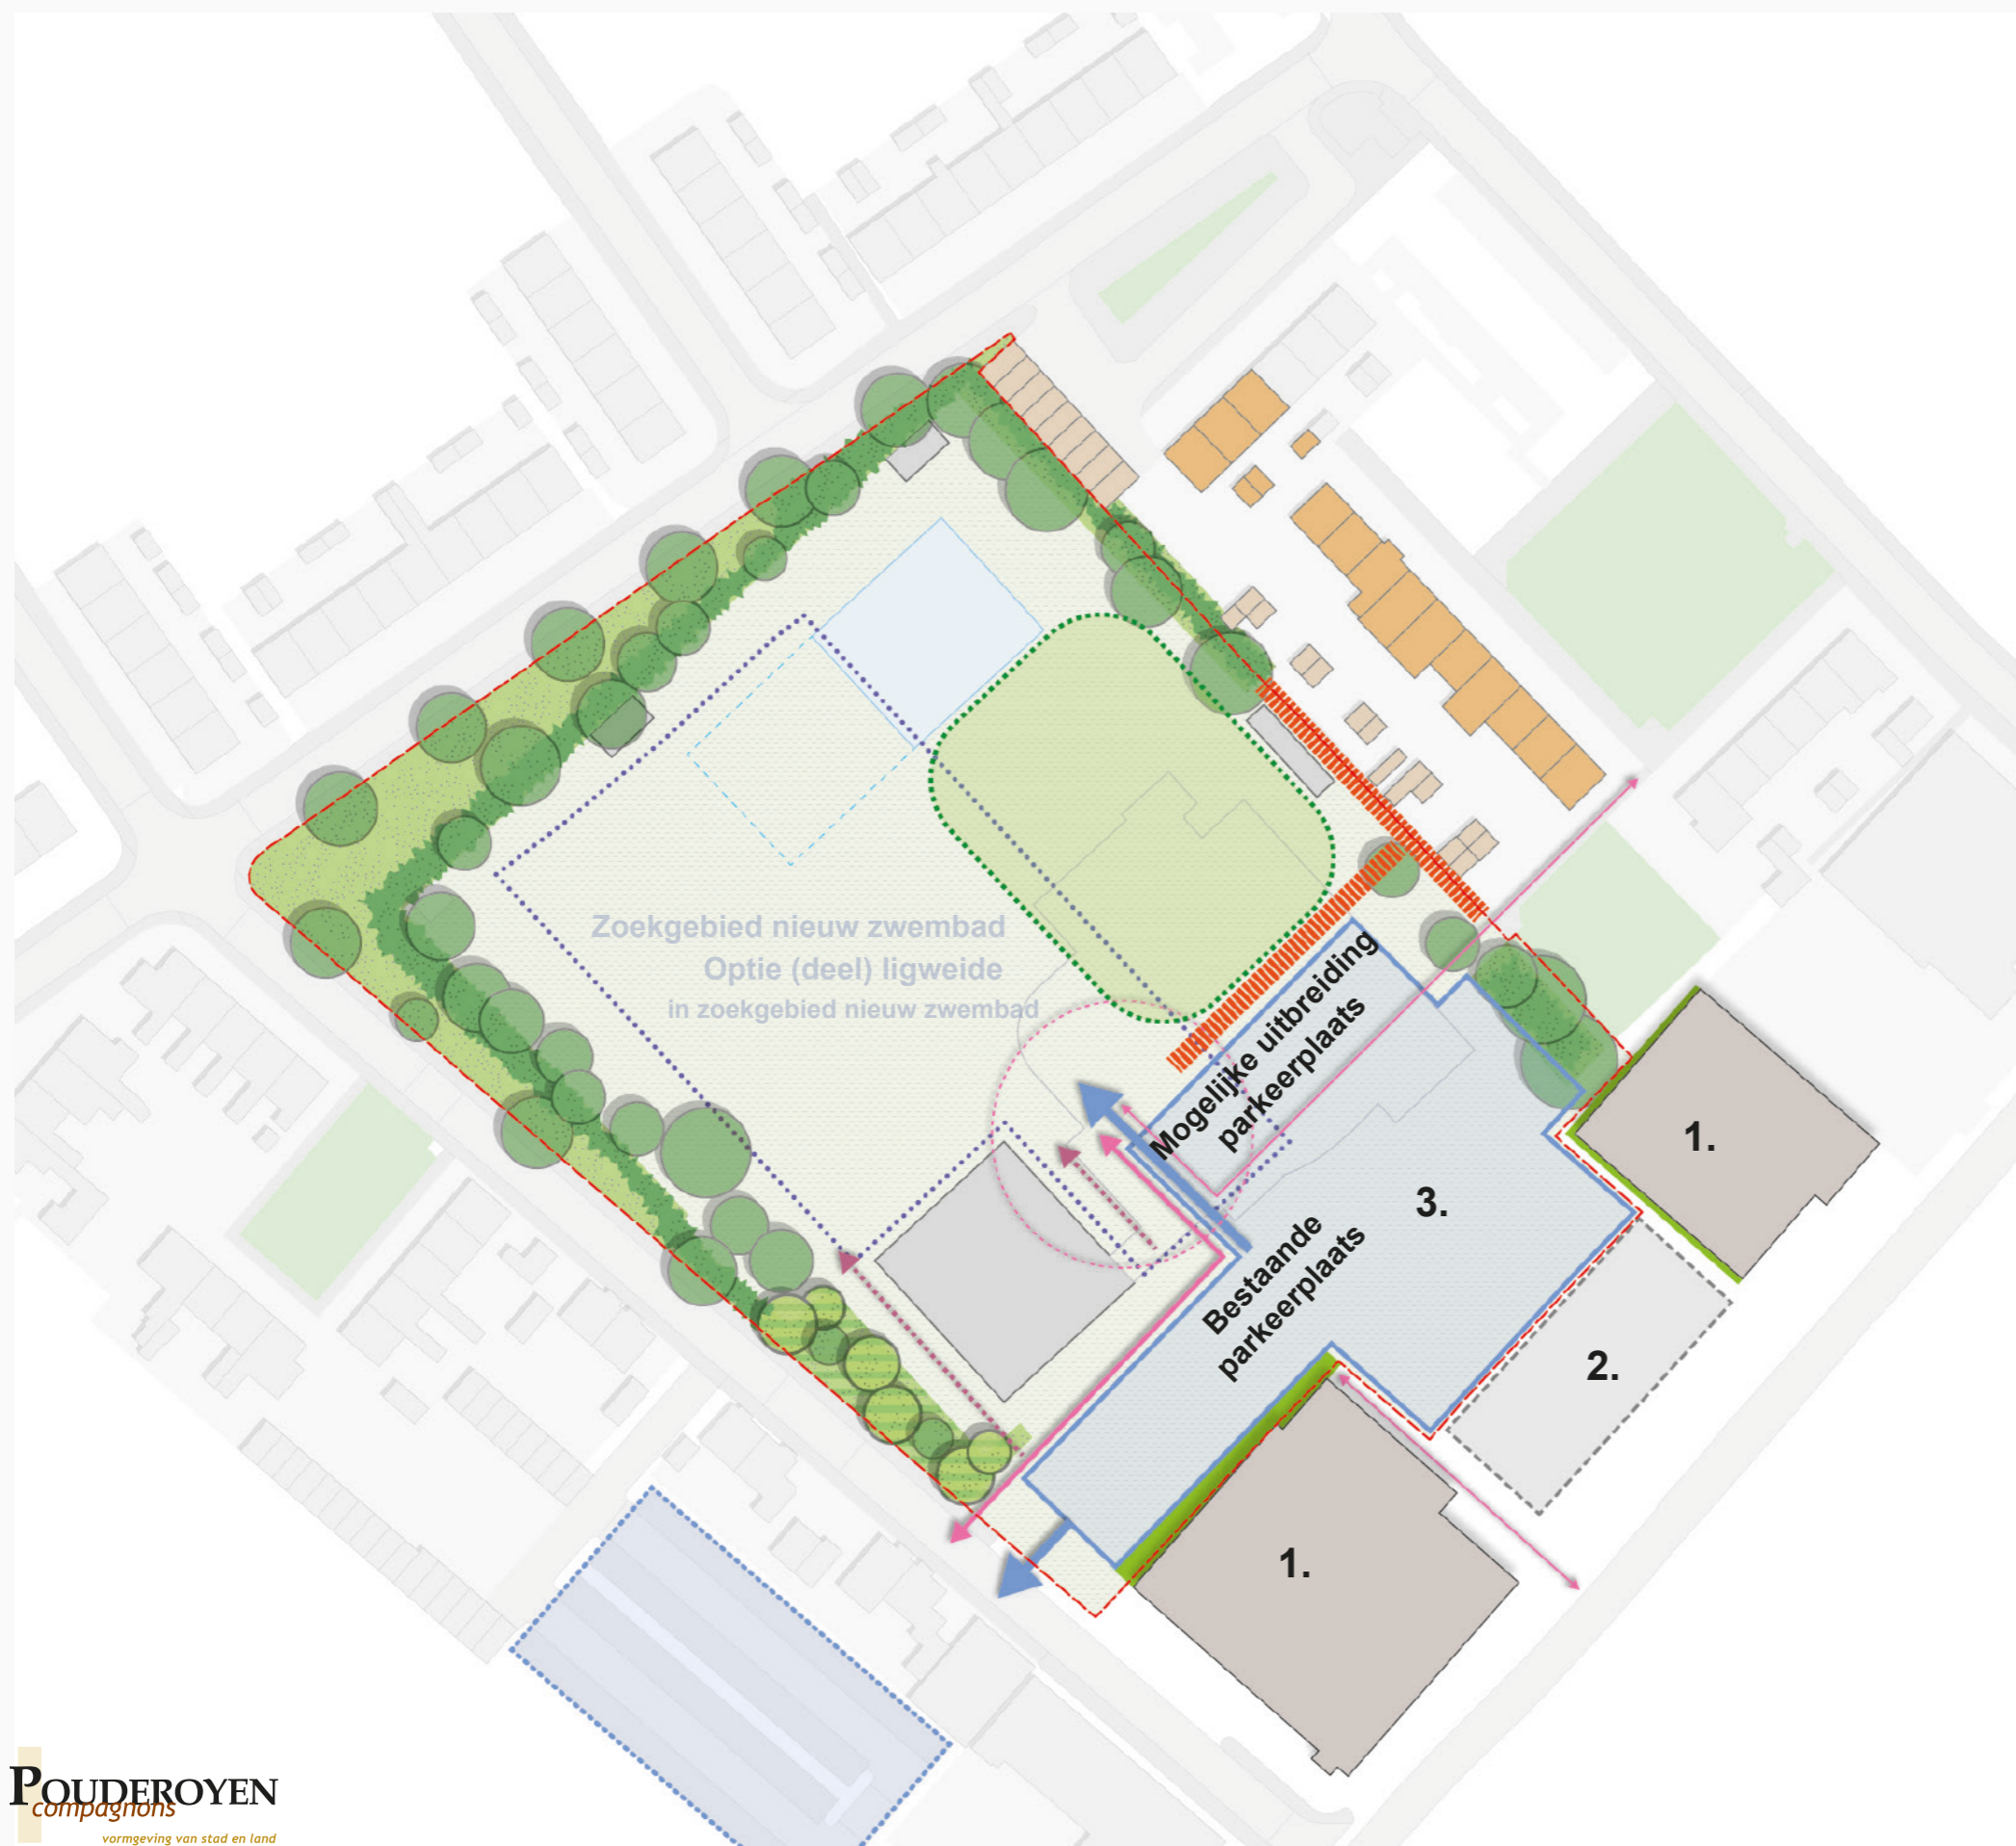 Zoekgebied nieuw zwembad
Optie (deel) ligweide
in zoekgebied nieuw zwembad
Mogelijke uitbreiding
parkeerplaats
1.
3.
Bestaande
parkeerplaats
2.
1.
POUDEROYEN
compagnons
vormgeving van stad en land